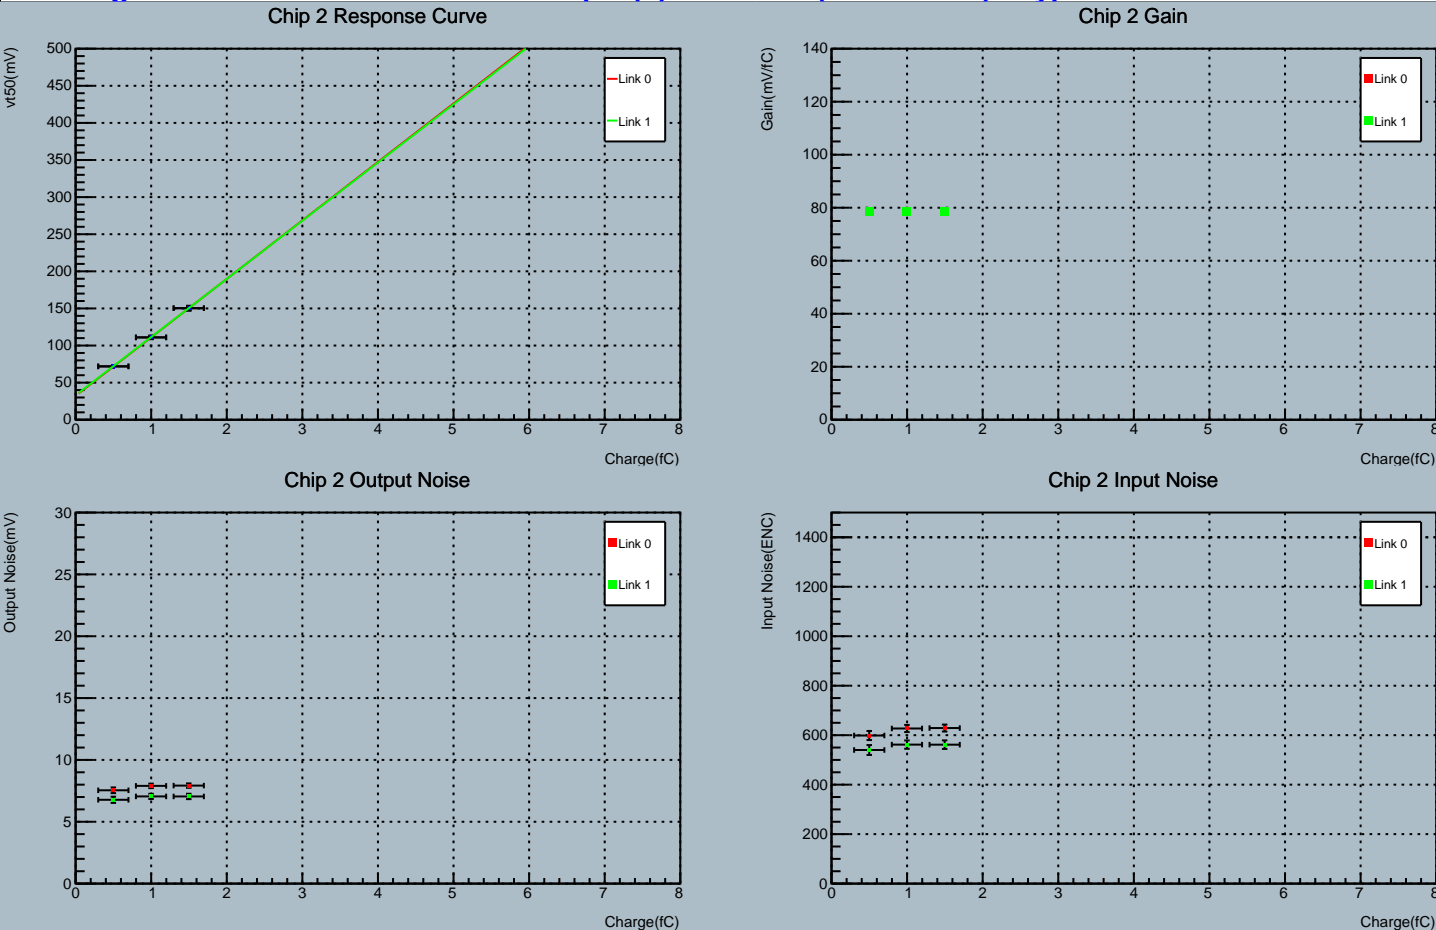 Chip 2 Response Curve
vt50(mV)
500
450
400
350
300
250
200
150
100
50
0
0 1 2 3 4 5 6 7 8
Charge(fC)
Link 0
Link 1
Chip 2 Gain
Gain(mV/fC)
140
120
100
80
60
40
20
0
0 1 2 3 4 5 6 7 8
Charge(fC)
Link 0
Link 1
Chip 2 Output Noise
Output Noise(mV)
30
25
20
15
10
5
0
0 1 2 3 4 5 6 7 8
Charge(fC)
Link 0
Link 1
Chip 2 Input Noise
Input Noise(ENC)
1400
1200
1000
800
600
400
200
0
0 1 2 3 4 5 6 7 8
Charge(fC)
Link 0
Link 1